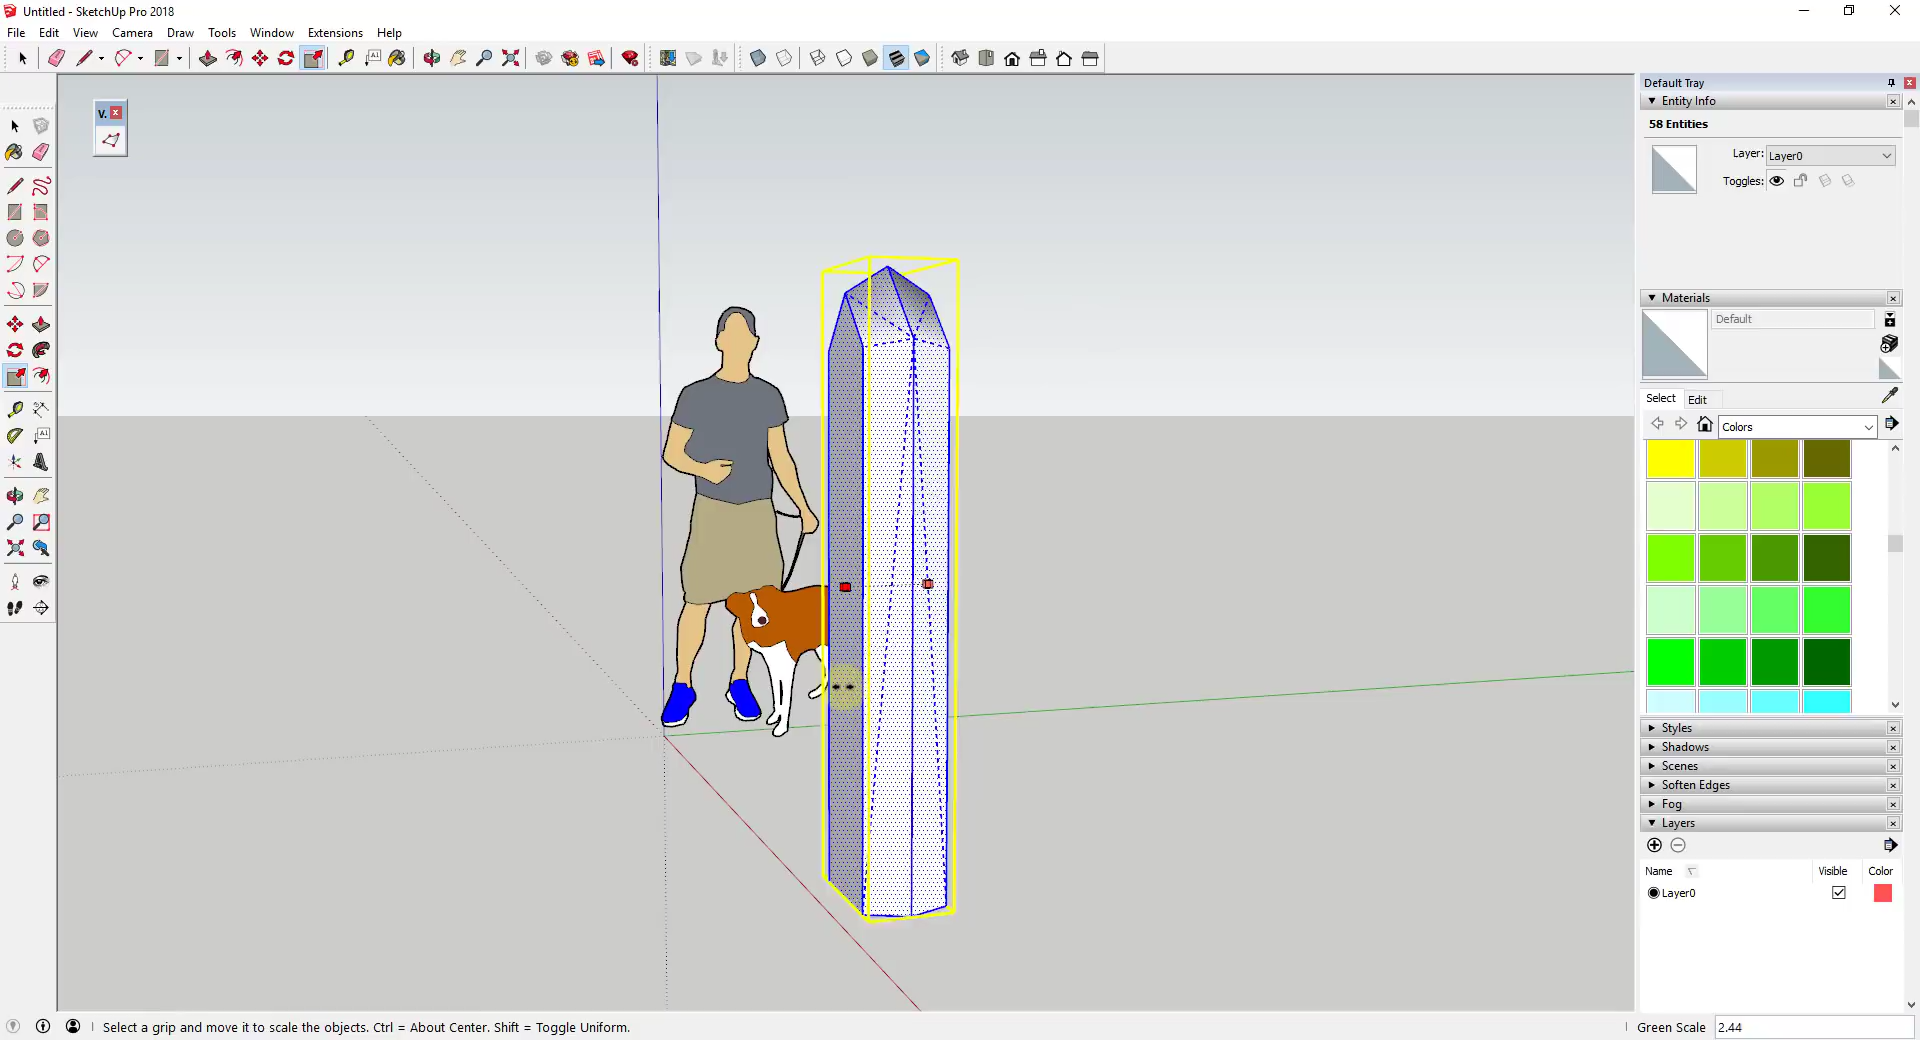 Untitled - SketchUp Pro 2018
File Edit View Camera Draw Tools Window Extensions Help
V.
Default Tray
Entity Info
58 Entities
Layer: Layer0
Toggles:
Materials
Default
Select Edit
Colors
Styles
Shadows
Scenes
Soften Edges
Fog
Layers
Name Visible Color
Layer0
Select a grip and move it to scale the objects. Ctrl = About Center. Shift = Toggle Uniform.
Green Scale 2.44